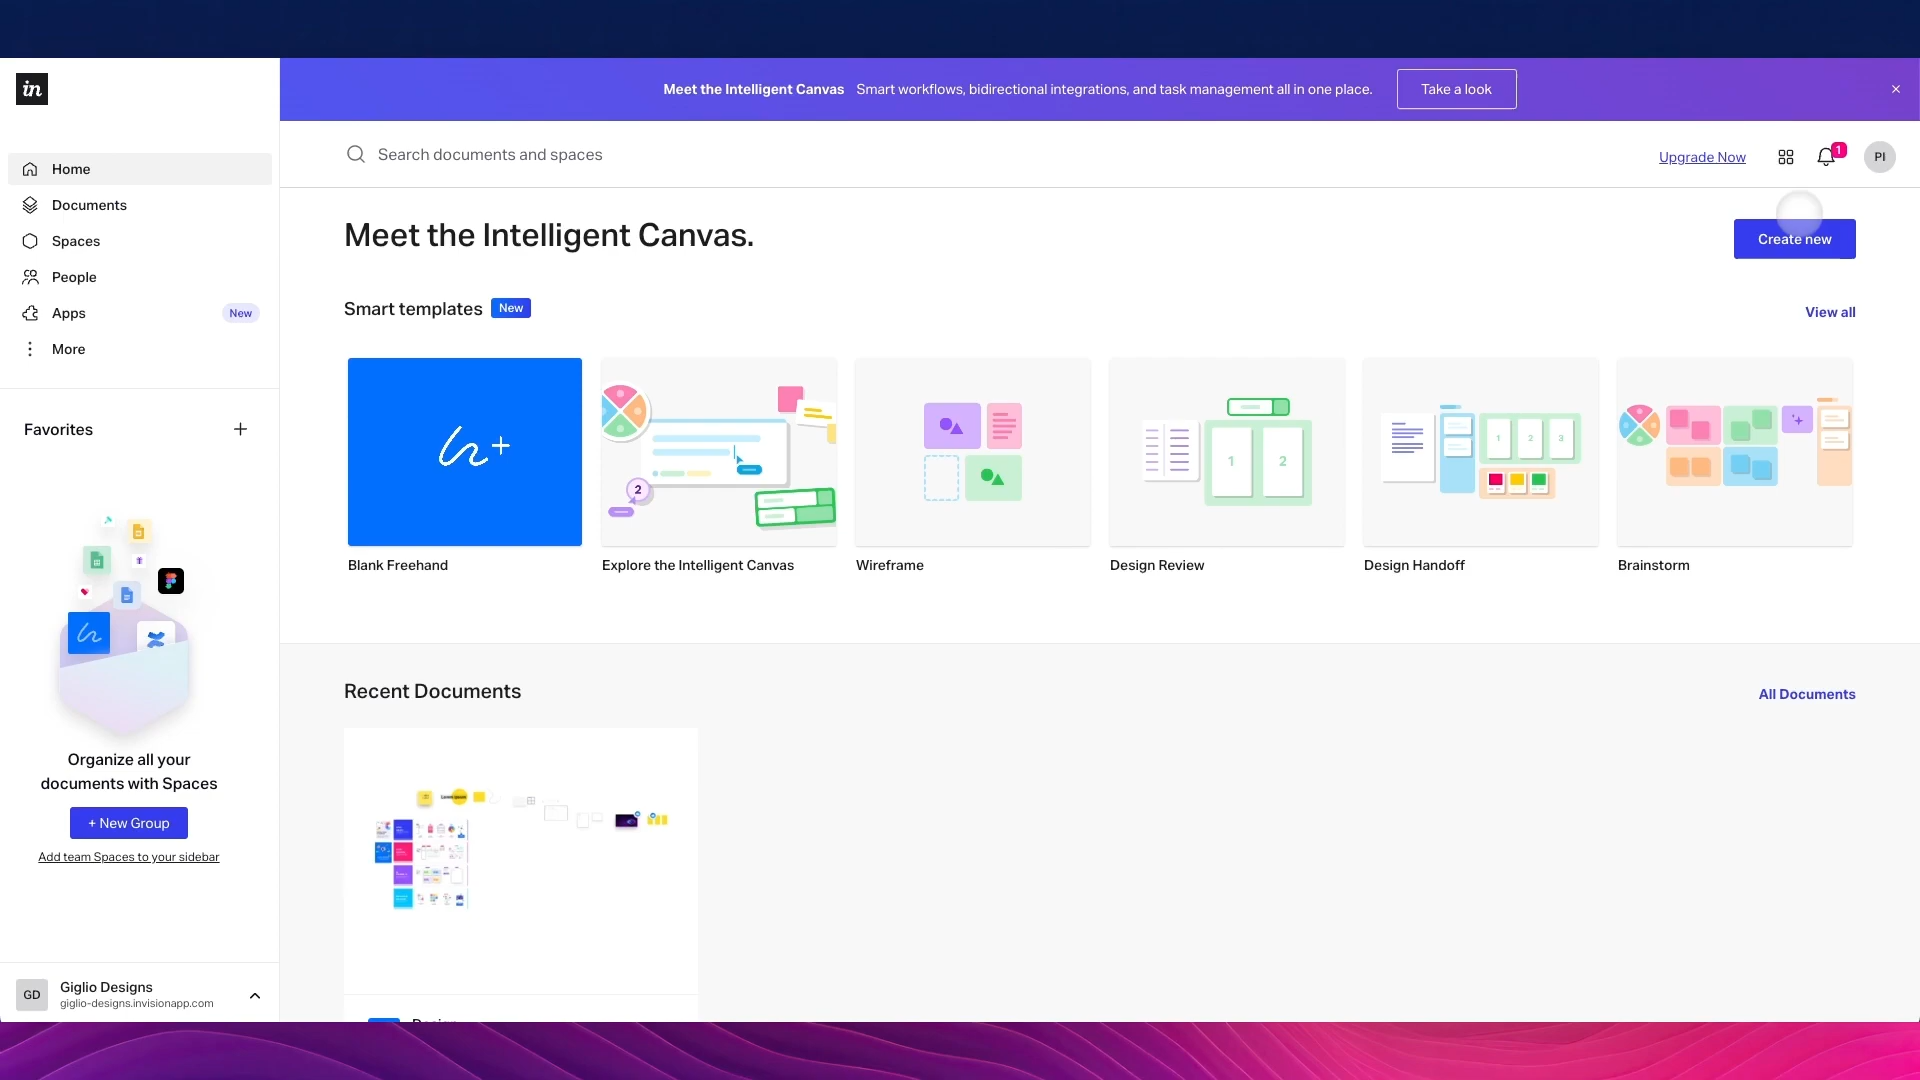 in
Meet the Intelligent Canvas Smart workflows, bidirectional integrations, and task management all in one place. Take a look
Search documents and spaces
Upgrade Now
1
PI
Home
Documents
Spaces
People
Apps New
More
Favorites
Organize all your
documents with Spaces
+ New Group
Add team Spaces to your sidebar
GD
Giglio Designs
giglio-designs.invisionapp.com
Meet the Intelligent Canvas.
Create new
Smart templates New
View all
2
1 2
1 2 3
Blank Freehand
Explore the Intelligent Canvas
Wireframe
Design Review
Design Handoff
Brainstorm
Recent Documents
All Documents